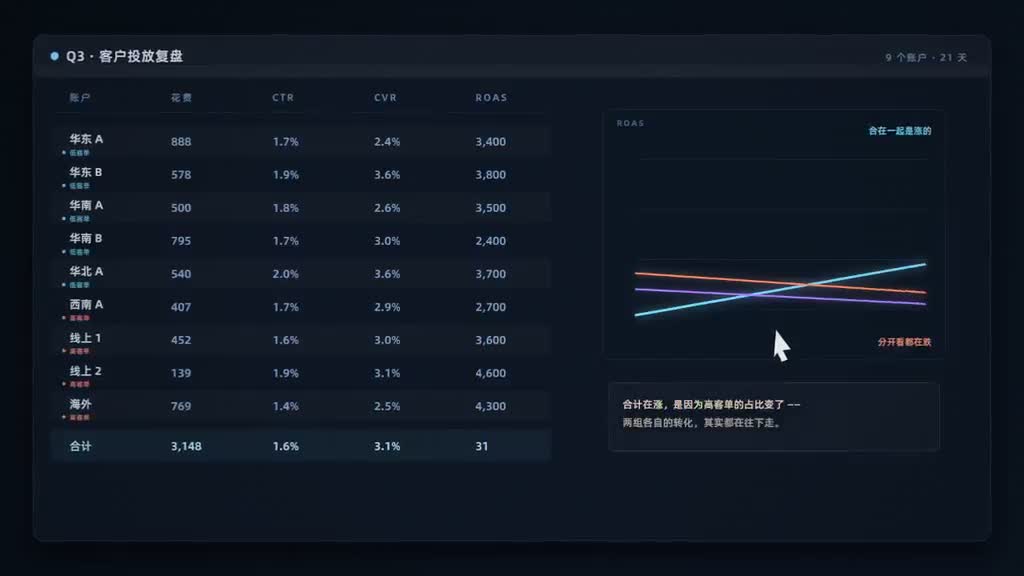 Q3 · 客户投放复盘
9 个账户 · 21 天
账户 花费 CTR CVR ROAS
华东 A 888 1.7% 2.4% 3,400
低客单
华东 B 578 1.9% 3.6% 3,800
低客单
华南 A 500 1.8% 2.6% 3,500
低客单
华南 B 795 1.7% 3.0% 2,400
低客单
华北 A 540 2.0% 3.6% 3,700
低客单
西南 A 407 1.7% 2.9% 2,700
高客单
线上 1 452 1.6% 3.0% 3,600
高客单
线上 2 139 1.9% 3.1% 4,600
高客单
海外 769 1.4% 2.5% 4,300
高客单
合计 3,148 1.6% 3.1% 31
ROAS
合在一起是涨的
分开看都在跌
合计在涨，是因为高客单的占比变了 ——
两组各自的转化，其实都在往下走。